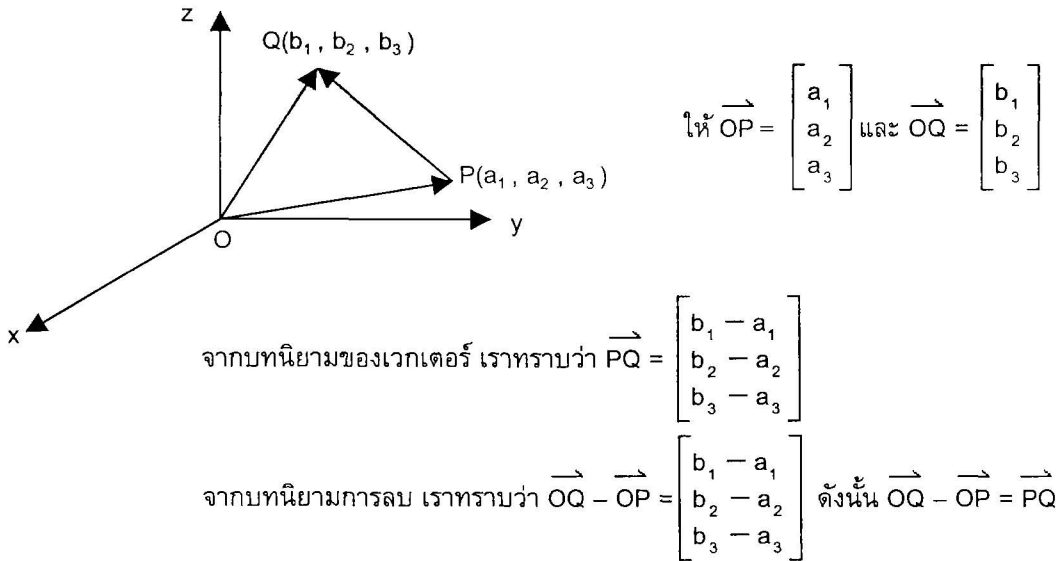 z
Q(b₁ , b₂ , b₃ )
P(a₁ , a₂ , a₃ )
y
O
x
ให้ OP⃗ = [a₁ a₂ a₃] และ OQ⃗ = [b₁ b₂ b₃]
จากบทนิยามของเวกเตอร์ เราทราบว่า PQ⃗ = [b₁ − a₁ b₂ − a₂ b₃ − a₃]
จากบทนิยามการลบ เราทราบว่า OQ⃗ – OP⃗ = [b₁ − a₁ b₂ − a₂ b₃ − a₃] ดังนั้น OQ⃗ – OP⃗ = PQ⃗